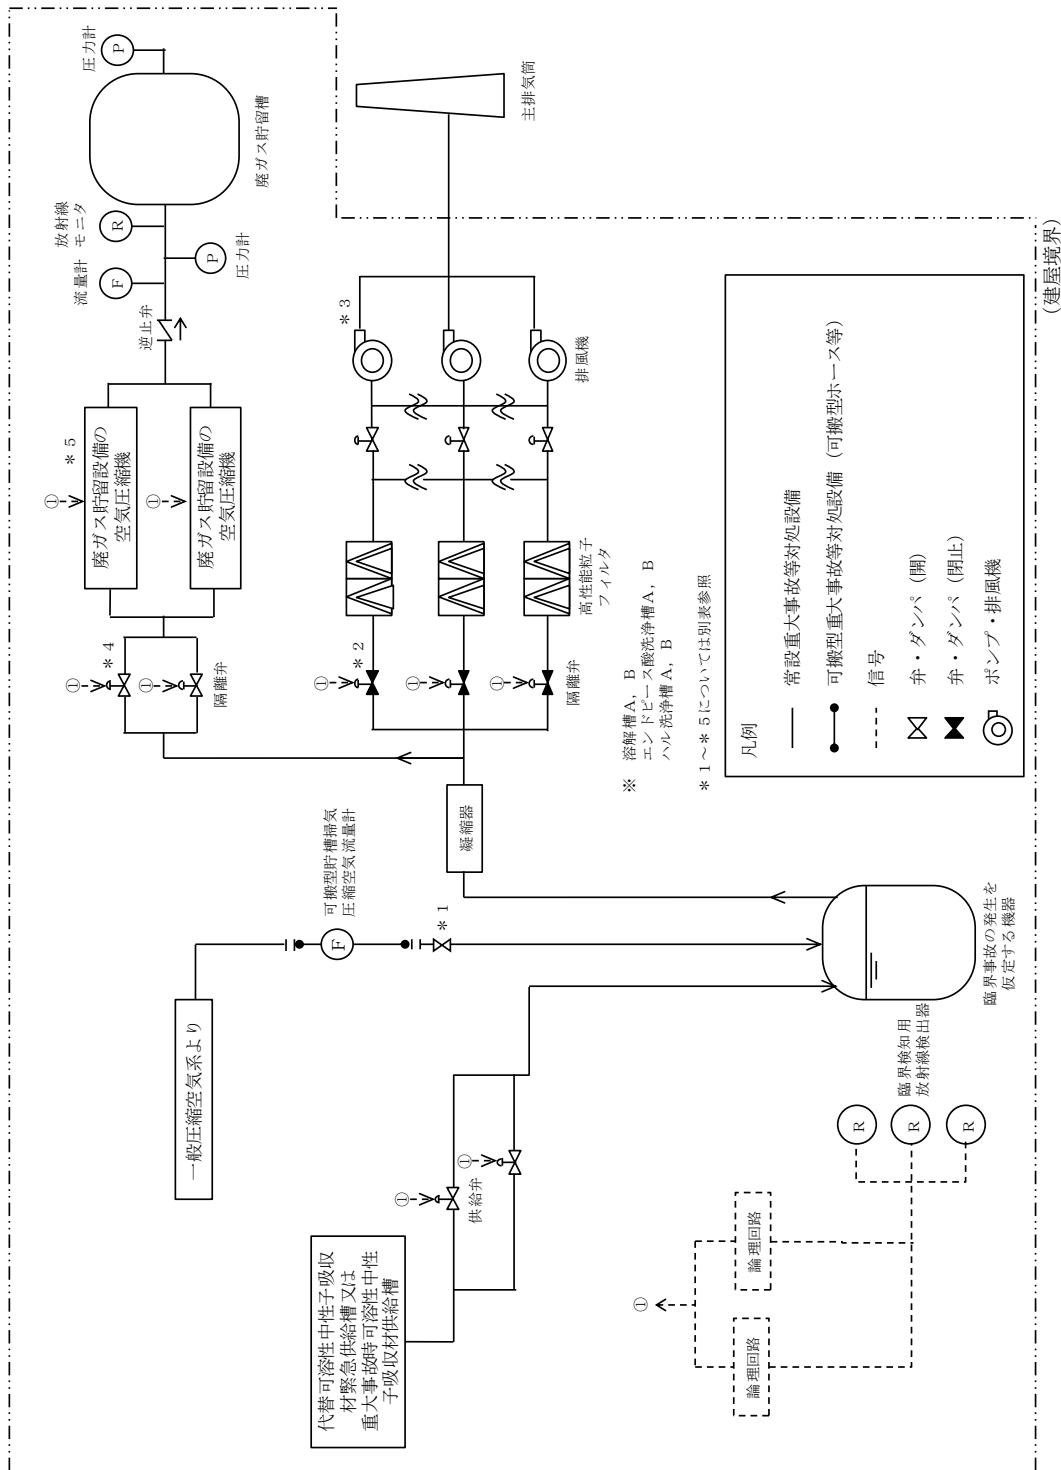 代替可溶性中性子吸収
材緊急供給槽又は
重大事故時可溶性中性
子吸収材供給槽
①
①
供給弁
一般圧縮空気系より
可搬型貯槽掃気
圧縮空気流量計
F
＊1
論理回路
論理回路
①
R
R
R
臨界検知用
放射線検出器
臨界事故の発生を
仮定する機器
凝縮器
①
①
＊4
隔離弁
①
＊5
廃ガス貯留設備の
空気圧縮機
①
廃ガス貯留設備の
空気圧縮機
逆止弁
流量計
F
放射線
モニタ
R
P
圧力計
廃ガス貯留槽
圧力計
P
①
＊2
①
①
隔離弁
高性能粒子
フィルタ
＊3
排風機
主排気筒
※ 溶解槽A，B
エンドピース酸洗浄槽A，B
ハル洗浄槽A，B
＊1～＊5については別表参照
凡例
常設重大事故等対処設備
可搬型重大事故等対処設備（可搬型ホース等）
信号
弁・ダンパ（開）
弁・ダンパ（閉止）
ポンプ・排風機
（建屋境界）